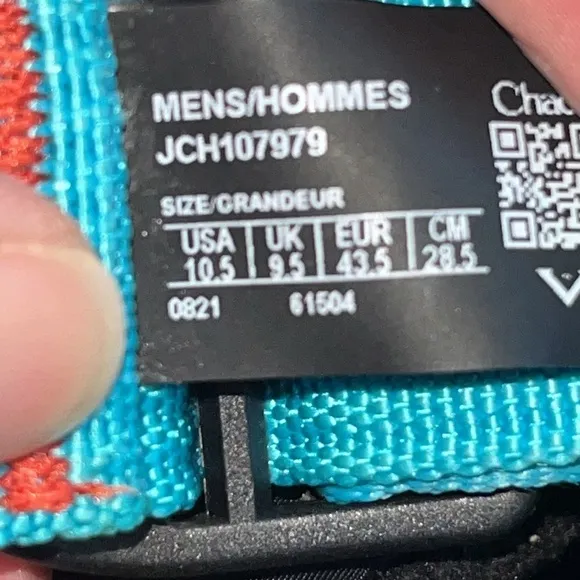 MENS/HOMMES
JCH107979
SIZE/GRANDEUR
USA UK EUR CM
10.5 9.5 43.5 28.5
0821 61504